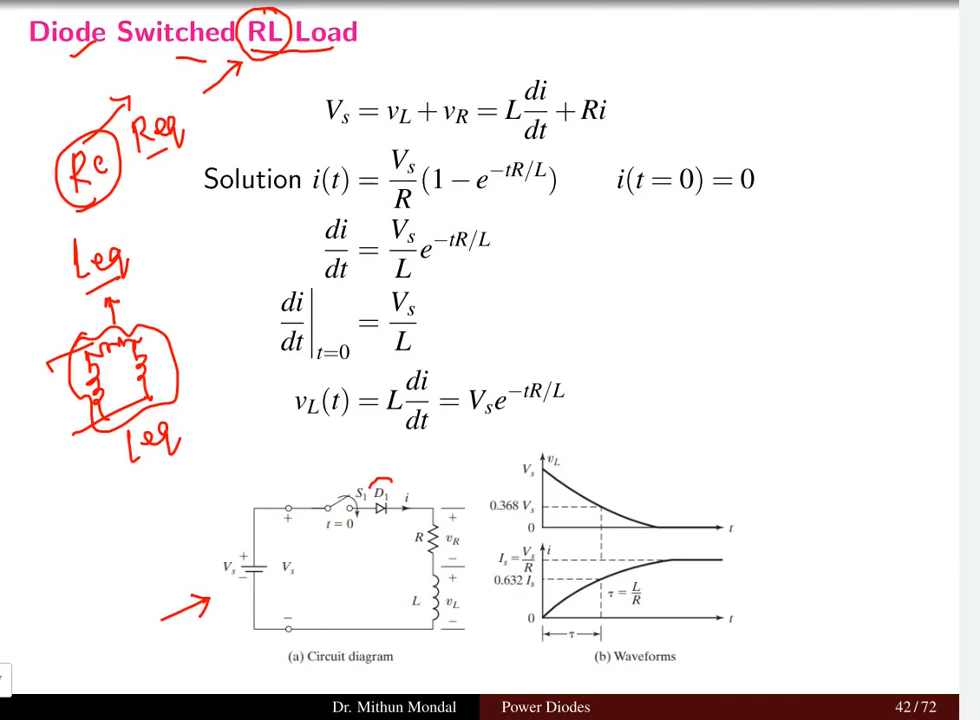 Diode Switched RL Load
V_s = v_L + v_R = L di/dt + Ri
Req
RC
Solution i(t) = V_s/R (1 − e^{−tR/L}) i(t = 0) = 0
di/dt = V_s/L e^{−tR/L}
Leq
di/dt |_{t=0} = V_s/L
v_L(t) = L di/dt = V_s e^{−tR/L}
Leq
S_1 D_1 i
+ t = 0
R + v_R −
+ V_s − + V_s −
L + v_L −
(a) Circuit diagram
V_s v_L
0.368 V_s
0 t
I_s = V_s/R i
0.632 I_s
τ = L/R
0 t
τ
(b) Waveforms
Dr. Mithun Mondal Power Diodes 42 / 72